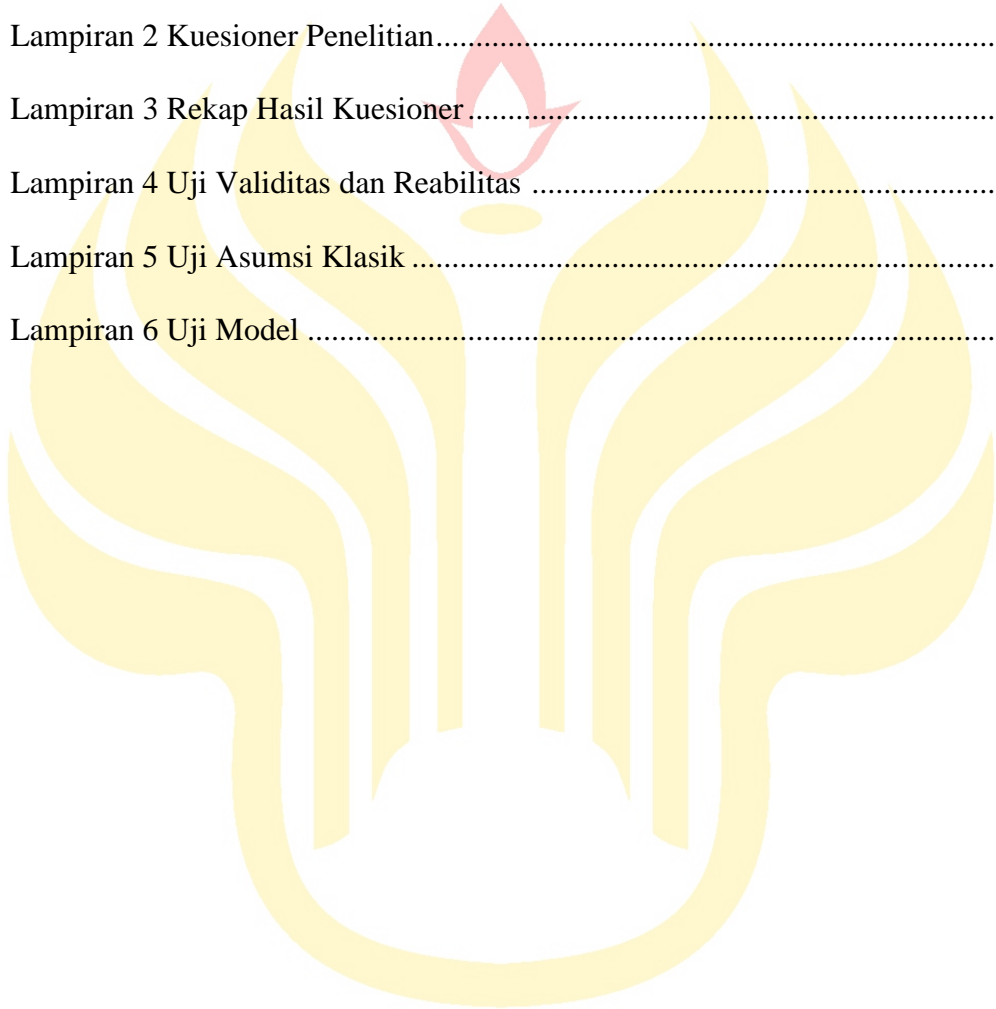 Lampiran 2 Kuesioner Penelitian......................................................................
Lampiran 3 Rekap Hasil Kuesioner..................................................................
Lampiran 4 Uji Validitas dan Reabilitas ..........................................................
Lampiran 5 Uji Asumsi Klasik .........................................................................
Lampiran 6 Uji Model ......................................................................................